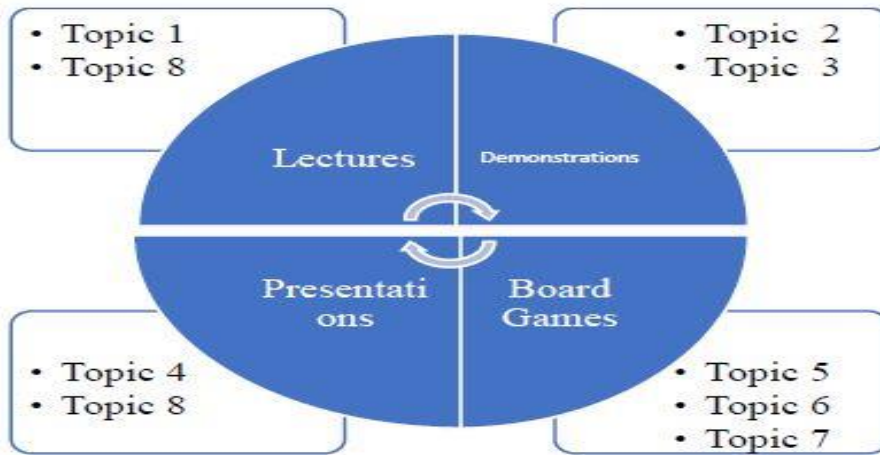 • Topic 1
• Topic 8
• Topic 2
• Topic 3
Lectures
Demonstrations
Presentati
ons
Board
Games
• Topic 4
• Topic 8
• Topic 5
• Topic 6
• Topic 7